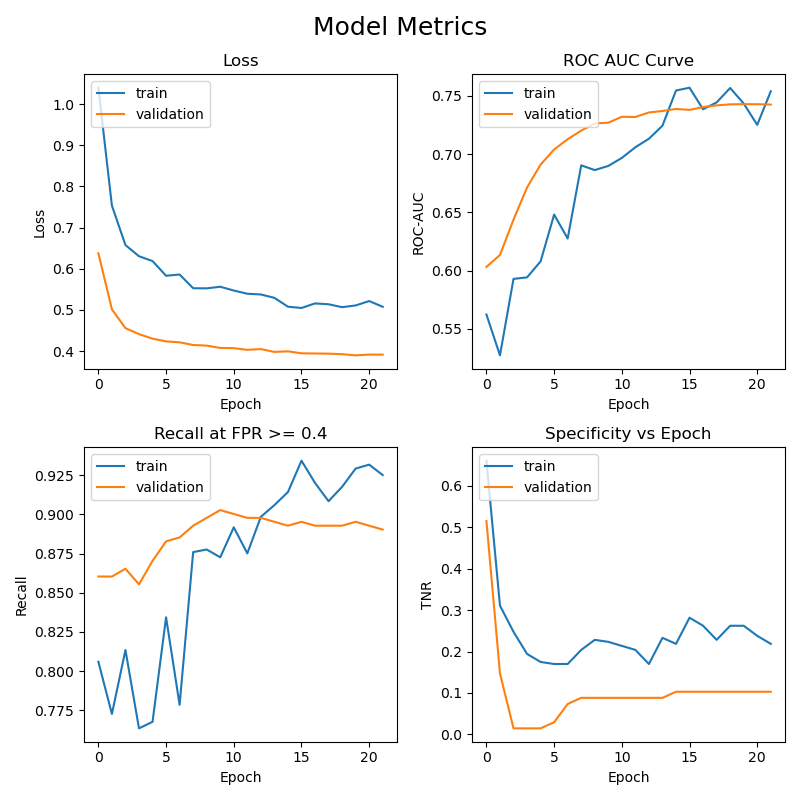 Model Metrics
Loss
train
validation
1.0
0.9
0.8
0.7
0.6
0.5
0.4
Loss
0
5
10
15
20
Epoch
ROC AUC Curve
train
validation
0.75
0.70
0.65
0.60
0.55
ROC-AUC
0
5
10
15
20
Epoch
Recall at FPR >= 0.4
train
validation
0.925
0.900
0.875
0.850
0.825
0.800
0.775
Recall
0
5
10
15
20
Epoch
Specificity vs Epoch
train
validation
0.6
0.5
0.4
0.3
0.2
0.1
0.0
TNR
0
5
10
15
20
Epoch